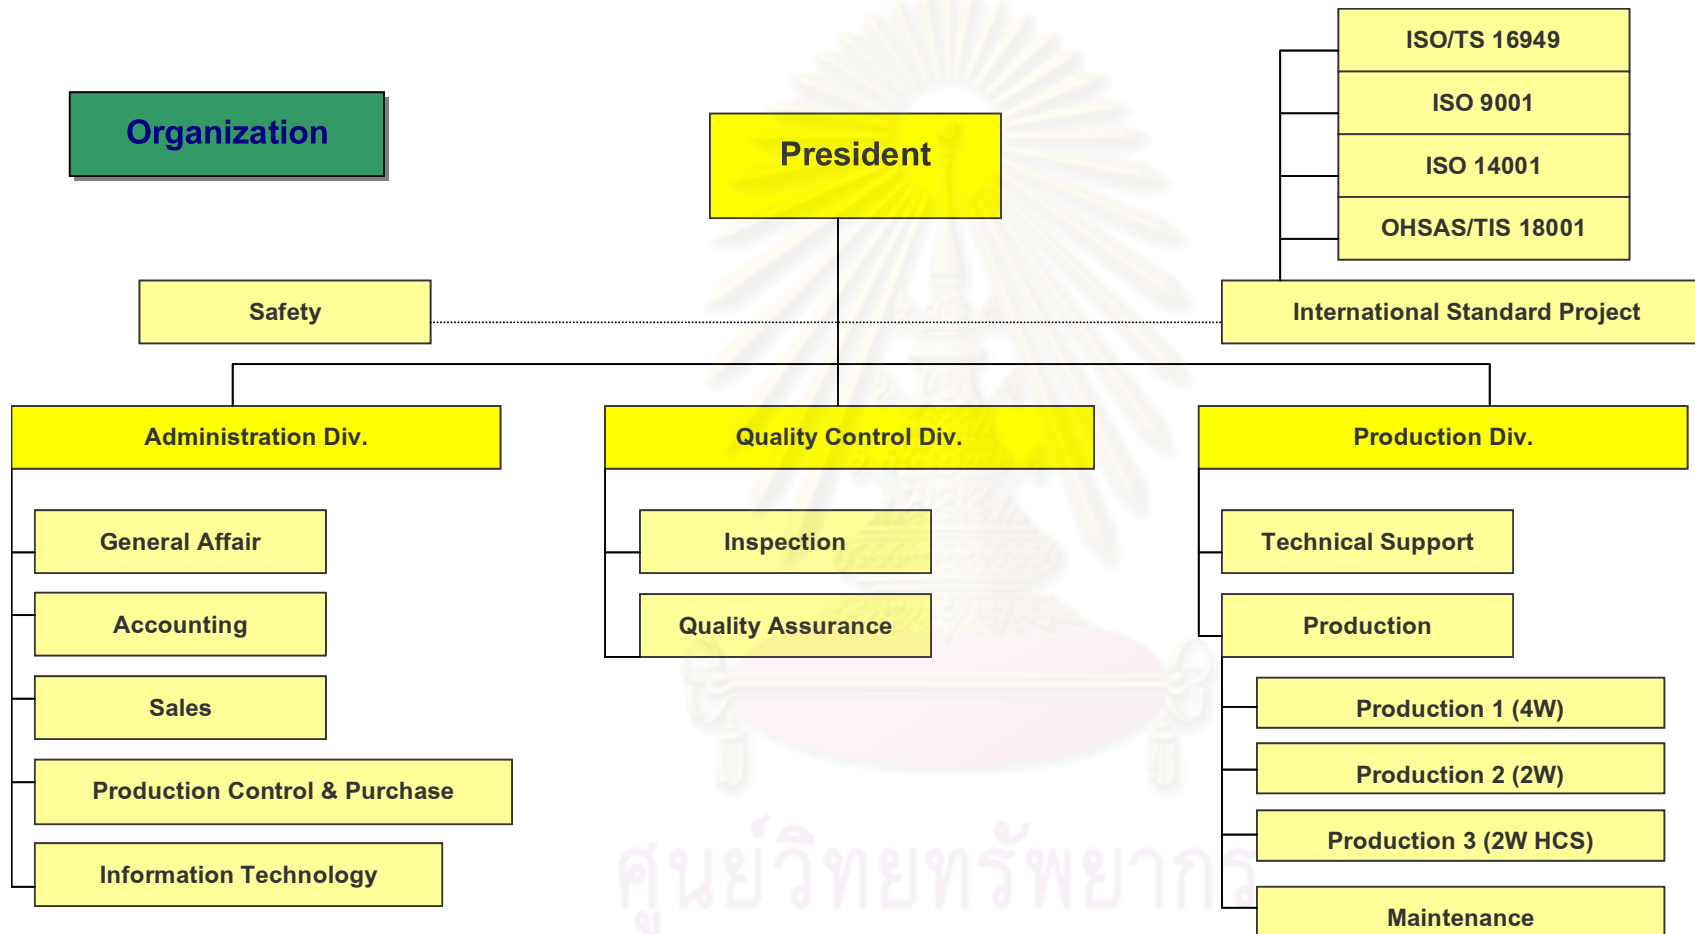 ISO/TS 16949
ISO 9001
Organization
President
ISO 14001
OHSAS/TIS 18001
Safety
International Standard Project
Administration Div.
Quality Control Div.
Production Div.
General Affair
Inspection
Technical Support
Accounting
Quality Assurance
Production
Sales
Production 1 (4W)
Production 2 (2W)
Production Control & Purchase
Production 3 (2W HCS)
Information Technology
Maintenance
ศูนย์วิทยทรัพยากร